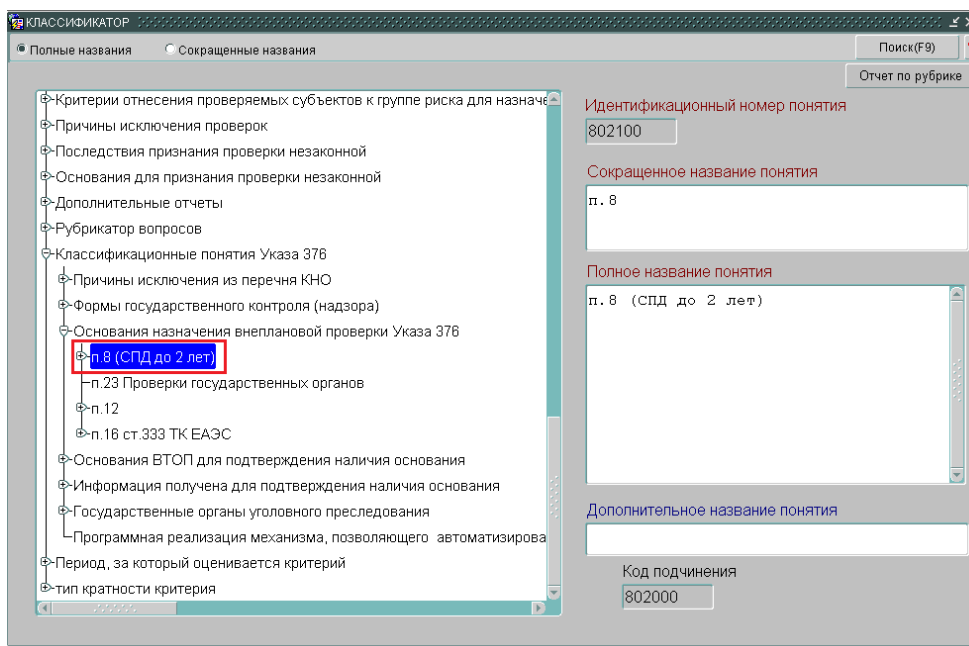 КЛАССИФИКАТОР
Полные названия Сокращенные названия Поиск(F9)
Отчет по рубрике
Критерии отнесения проверяемых субъектов к группе риска для назначе
Причины исключения проверок
Последствия признания проверки незаконной
Основания для признания проверки незаконной
Дополнительные отчеты
Рубрикатор вопросов
Классификационные понятия Указа 376
Причины исключения из перечня КНО
Формы государственного контроля (надзора)
Основания назначения внеплановой проверки Указа 376
п.8 (СПД до 2 лет)
п.23 Проверки государственных органов
п.12
п.16 ст.333 ТК ЕАЭС
Основания ВТОП для подтверждения наличия основания
Информация получена для подтверждения наличия основания
Государственные органы уголовного преследования
Программная реализация механизма, позволяющего автоматизирова
Период, за который оценивается критерий
тип кратности критерия
Идентификационный номер понятия
802100
Сокращенное название понятия
п.8
Полное название понятия
п.8 (СПД до 2 лет)
Дополнительное название понятия
Код подчинения
802000